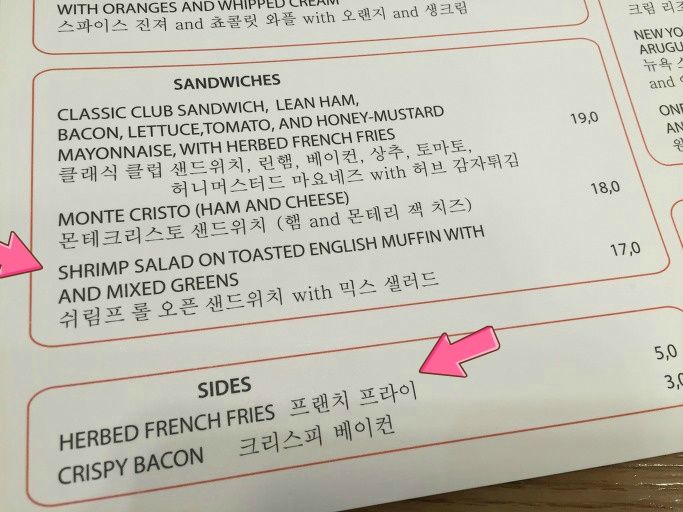 WITH ORANGES AND WHIPPED CREAM
스파이스 진져 and 쵸콜릿 와플 with 오랜지 and 생크림
SANDWICHES
CLASSIC CLUB SANDWICH, LEAN HAM,
BACON, LETTUCE,TOMATO, AND HONEY-MUSTARD
MAYONNAISE, WITH HERBED FRENCH FRIES 19,0
클래식 클럽 샌드위치, 린햄, 베이컨, 상추, 토마토,
허니머스터드 마요네즈 with 허브 감자튀김
MONTE CRISTO (HAM AND CHEESE) 18,0
몬테크리스토 샌드위치 (햄 and 몬테리 잭 치즈)
SHRIMP SALAD ON TOASTED ENGLISH MUFFIN WITH
AND MIXED GREENS 17,0
쉬림프 롤 오픈 샌드위치 with 믹스 샐러드
SIDES
HERBED FRENCH FRIES 프랜치 프라이 5,0
CRISPY BACON 크리스피 베이컨 3,0
크림 리즈
NEW YO
ARUGU
뉴욕 스
and
ONE
AN